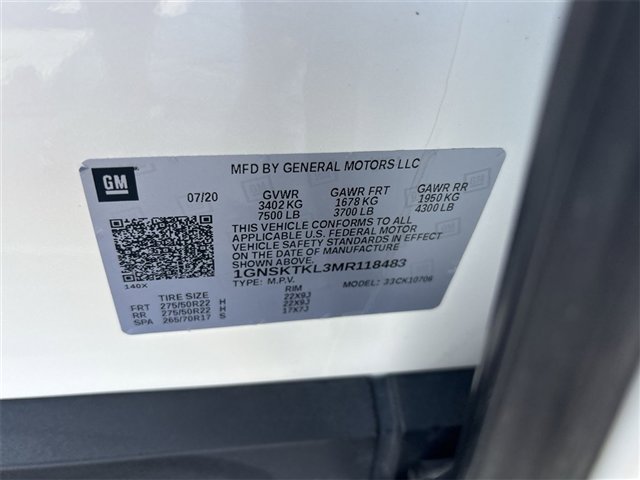 MFD BY GENERAL MOTORS LLC
GM
07/20 GVWR GAWR FRT GAWR RR
3402 KG 1678 KG 1950 KG
7500 LB 3700 LB 4300 LB
THIS VEHICLE CONFORMS TO ALL
APPLICABLE U.S. FEDERAL MOTOR
VEHICLE SAFETY STANDARDS IN EFFECT
ON THE DATE OF MANUFACTURE
SHOWN ABOVE.
1GNSKTKL3MR118483
140X
TYPE: M.P.V. MODEL: 33CK10706
TIRE SIZE RIM
FRT 275/50R22 H 22X9J
RR 275/50R22 H 22X9J
SPA 265/70R17 S 17X7J